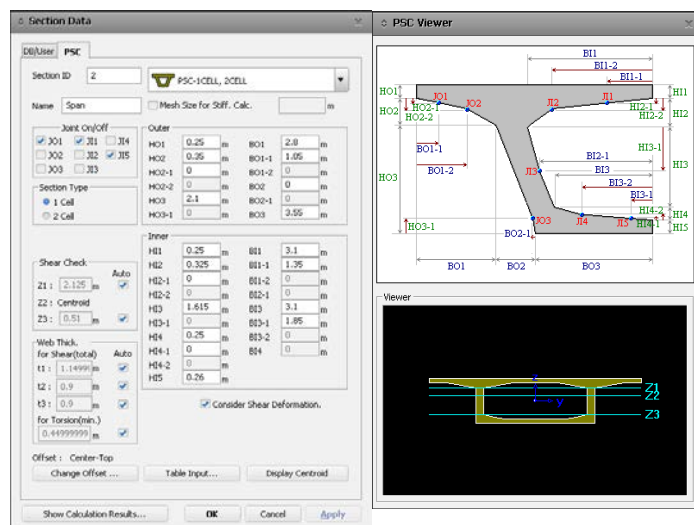 Section Data
DB/User PSC
Section ID 2 PSC-1CELL, 2CELL
Name Span Mesh Size for Stiff. Calc. m
Joint On/Off
JO1 JI1 JI4
JO2 JI2 JI5
JO3 JI3
Section Type
1 Cell
2 Cell
Outer
HO1 0.25 m BO1 2.8 m
HO2 0.35 m BO1-1 1.05 m
HO2-1 0 m BO1-2 0 m
HO2-2 0 m BO2 0 m
HO3 2.1 m BO2-1 0 m
HO3-1 0 m BO3 3.55 m
Inner
HI1 0.25 m BI1 3.1 m
HI2 0.325 m BI1-1 1.35 m
HI2-1 0 m BI1-2 0 m
HI2-2 0 m BI2-1 0 m
HI3 1.615 m BI3 3.1 m
HI3-1 0 m BI3-1 1.85 m
HI4 0.25 m BI3-2 0 m
HI4-1 0 m BI4 0 m
HI4-2 0 m
HI5 0.26 m
Shear Check
Auto
Z1 : 2.125 m
Z2 : Centroid
Z3 : 0.51 m
Web Thick.
for Shear(total) Auto
t1 : 1.14999 m
t2 : 0.9 m
t3 : 0.9 m
for Torsion(min.)
0.44999999 m
Consider Shear Deformation.
Offset : Center-Top
Change Offset ... Table Input... Display Centroid
Show Calculation Results... OK Cancel Apply
PSC Viewer
BI1
BI1-2
BI1-1
HO1 JO1 JI1 HI1
HO2 HO2-1 JO2 JI2 HI2-1 HI2
HO2-2 HI2-2
BO1-1 HI3-1
BI2-1
BO1-2 JI3 BI3 HI3
HO3 BI3-2
BI3-1
HO3-1 JO3 JI4 JI5 HI4-2 HI4
HI4-1 HI5
BO2-1
BO1 BO2 BO3
Viewer
Z
Y
Z1
Z2
Z3